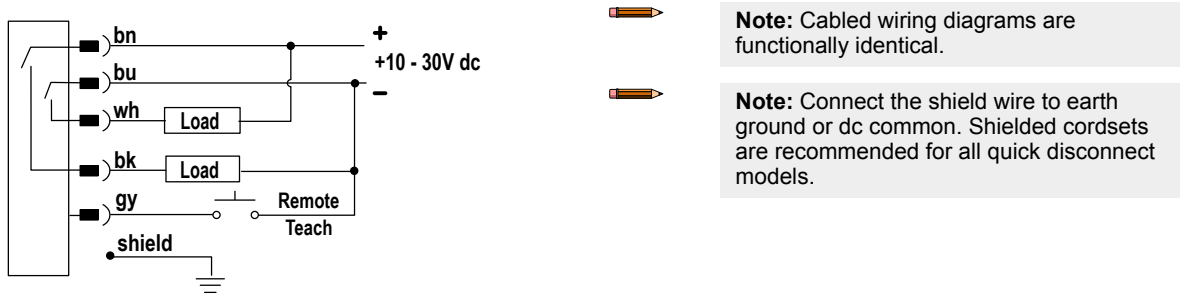 bn
+
+10 - 30V dc
bu
−
wh
Load
bk
Load
gy
Remote
Teach
shield
Note: Cabled wiring diagrams are
functionally identical.
Note: Connect the shield wire to earth
ground or dc common. Shielded cordsets
are recommended for all quick disconnect
models.